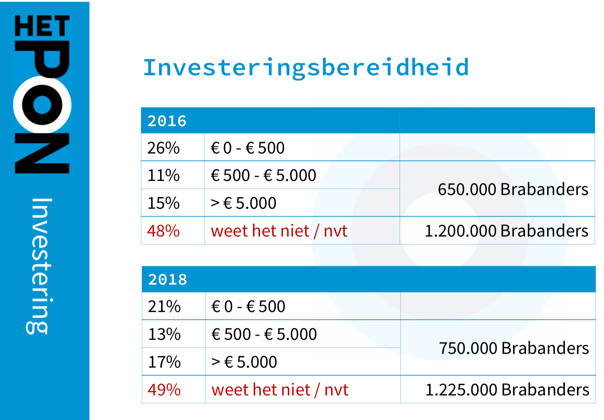 HET
PON
Investering
Investeringsbereidheid
2016
26% € 0 - € 500
11% € 500 - € 5.000
650.000 Brabanders
15% > € 5.000
48% weet het niet / nvt 1.200.000 Brabanders
2018
21% € 0 - € 500
13% € 500 - € 5.000
750.000 Brabanders
17% > € 5.000
49% weet het niet / nvt 1.225.000 Brabanders